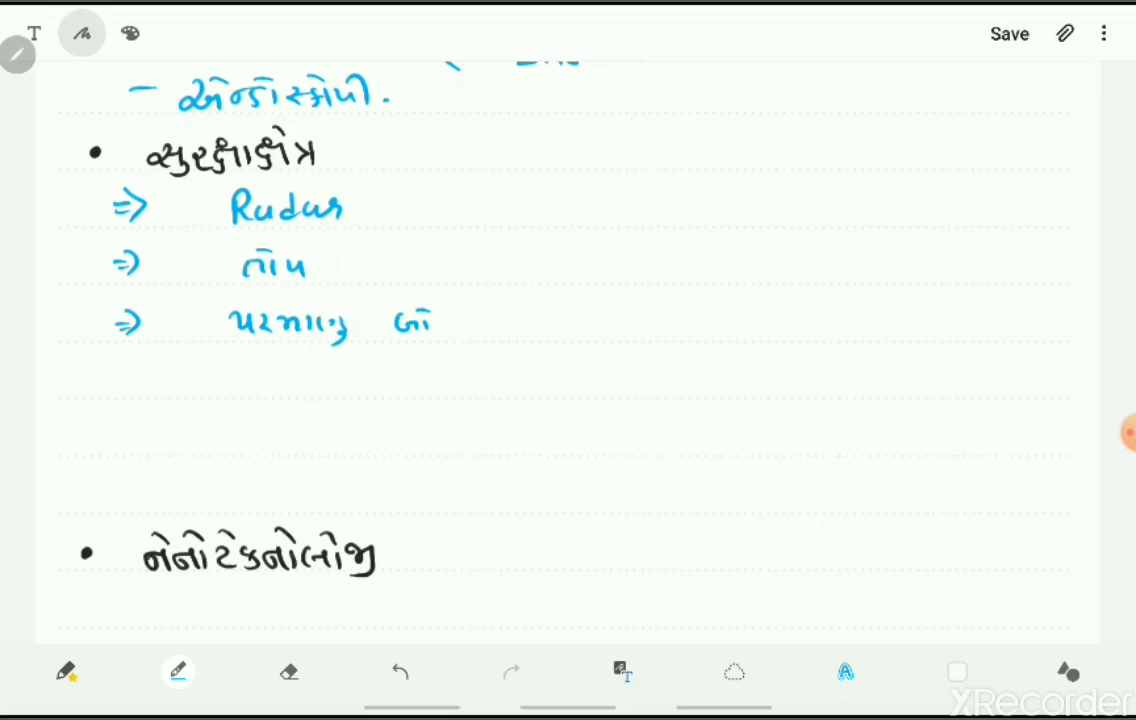 T
Save
- એન્ડોસ્કોપી.
• સુરક્ષાક્ષેત્ર
⇒ Radar
⇒ તોપ
⇒ પરમાણુ બો
• નેનોટેકનોલોજી
XRecorder